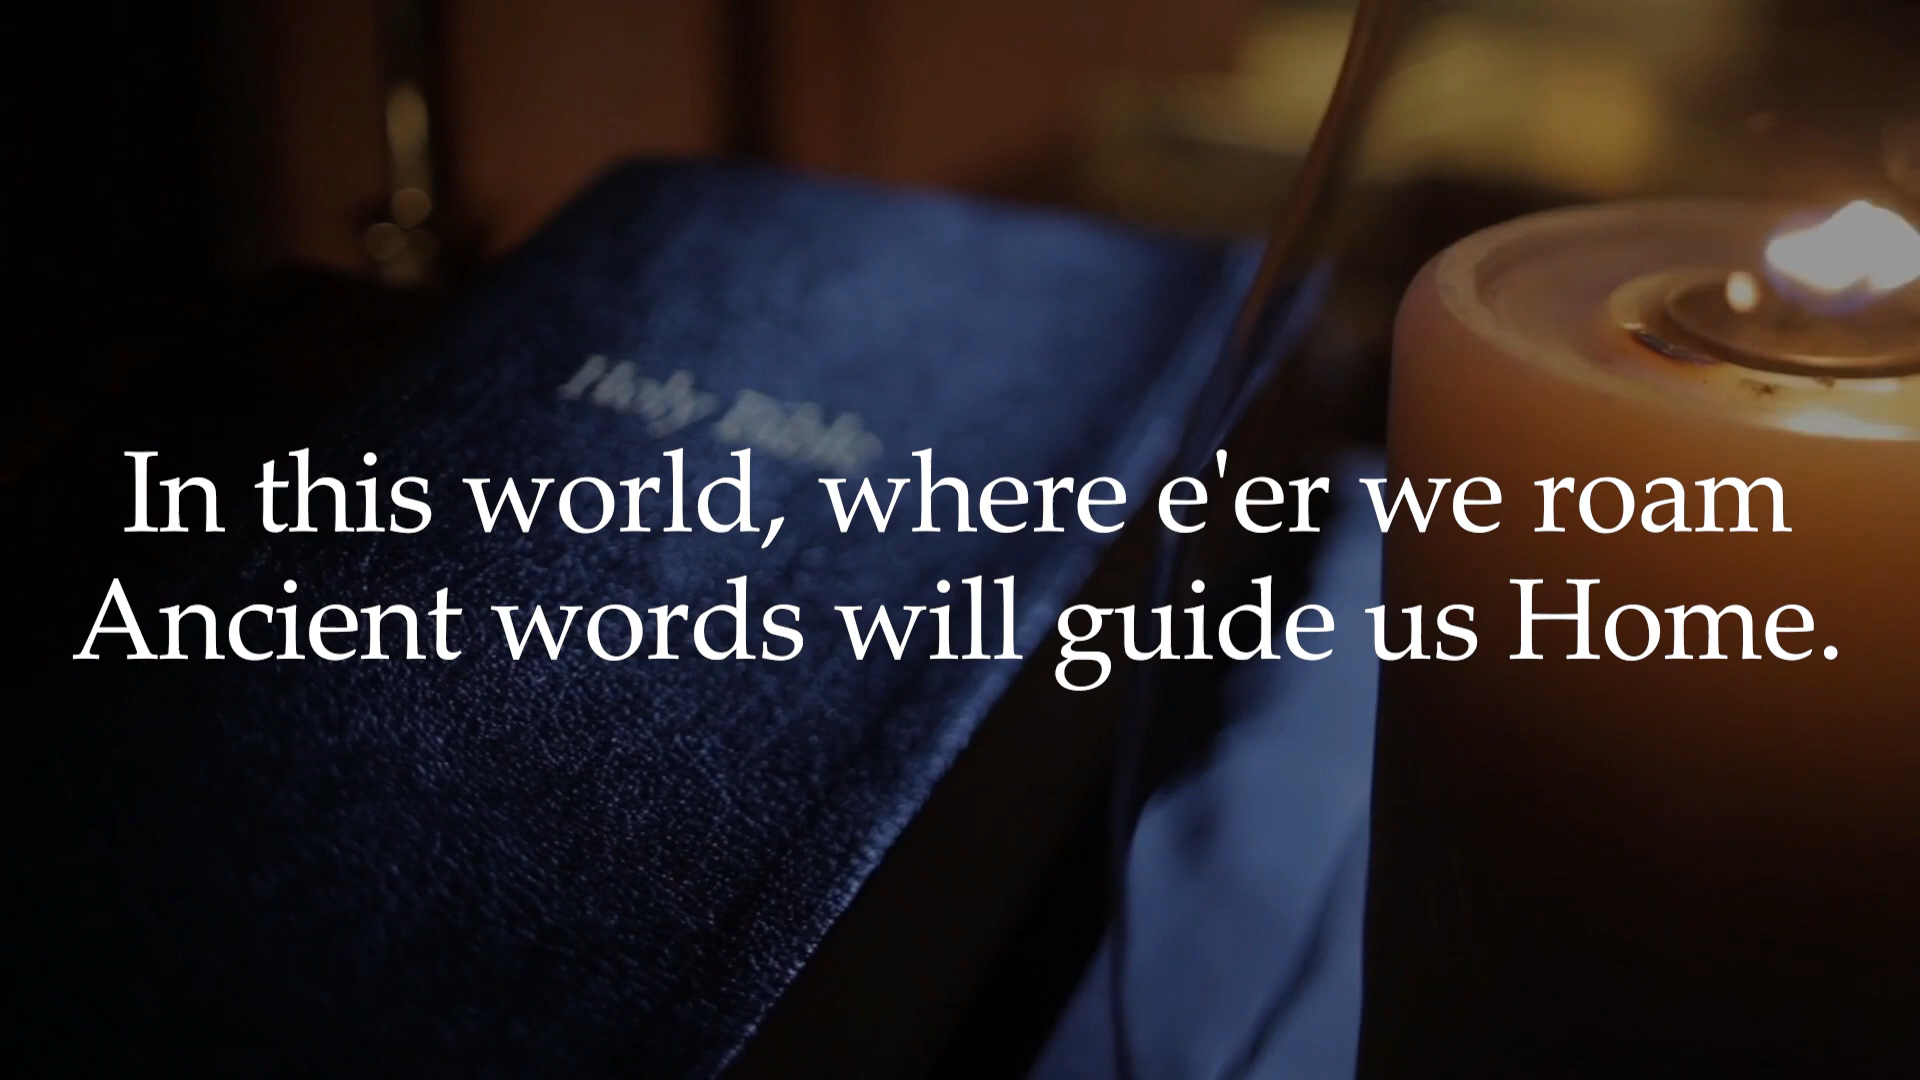 Holy Bible
In this world, where e'er we roam
Ancient words will guide us Home.